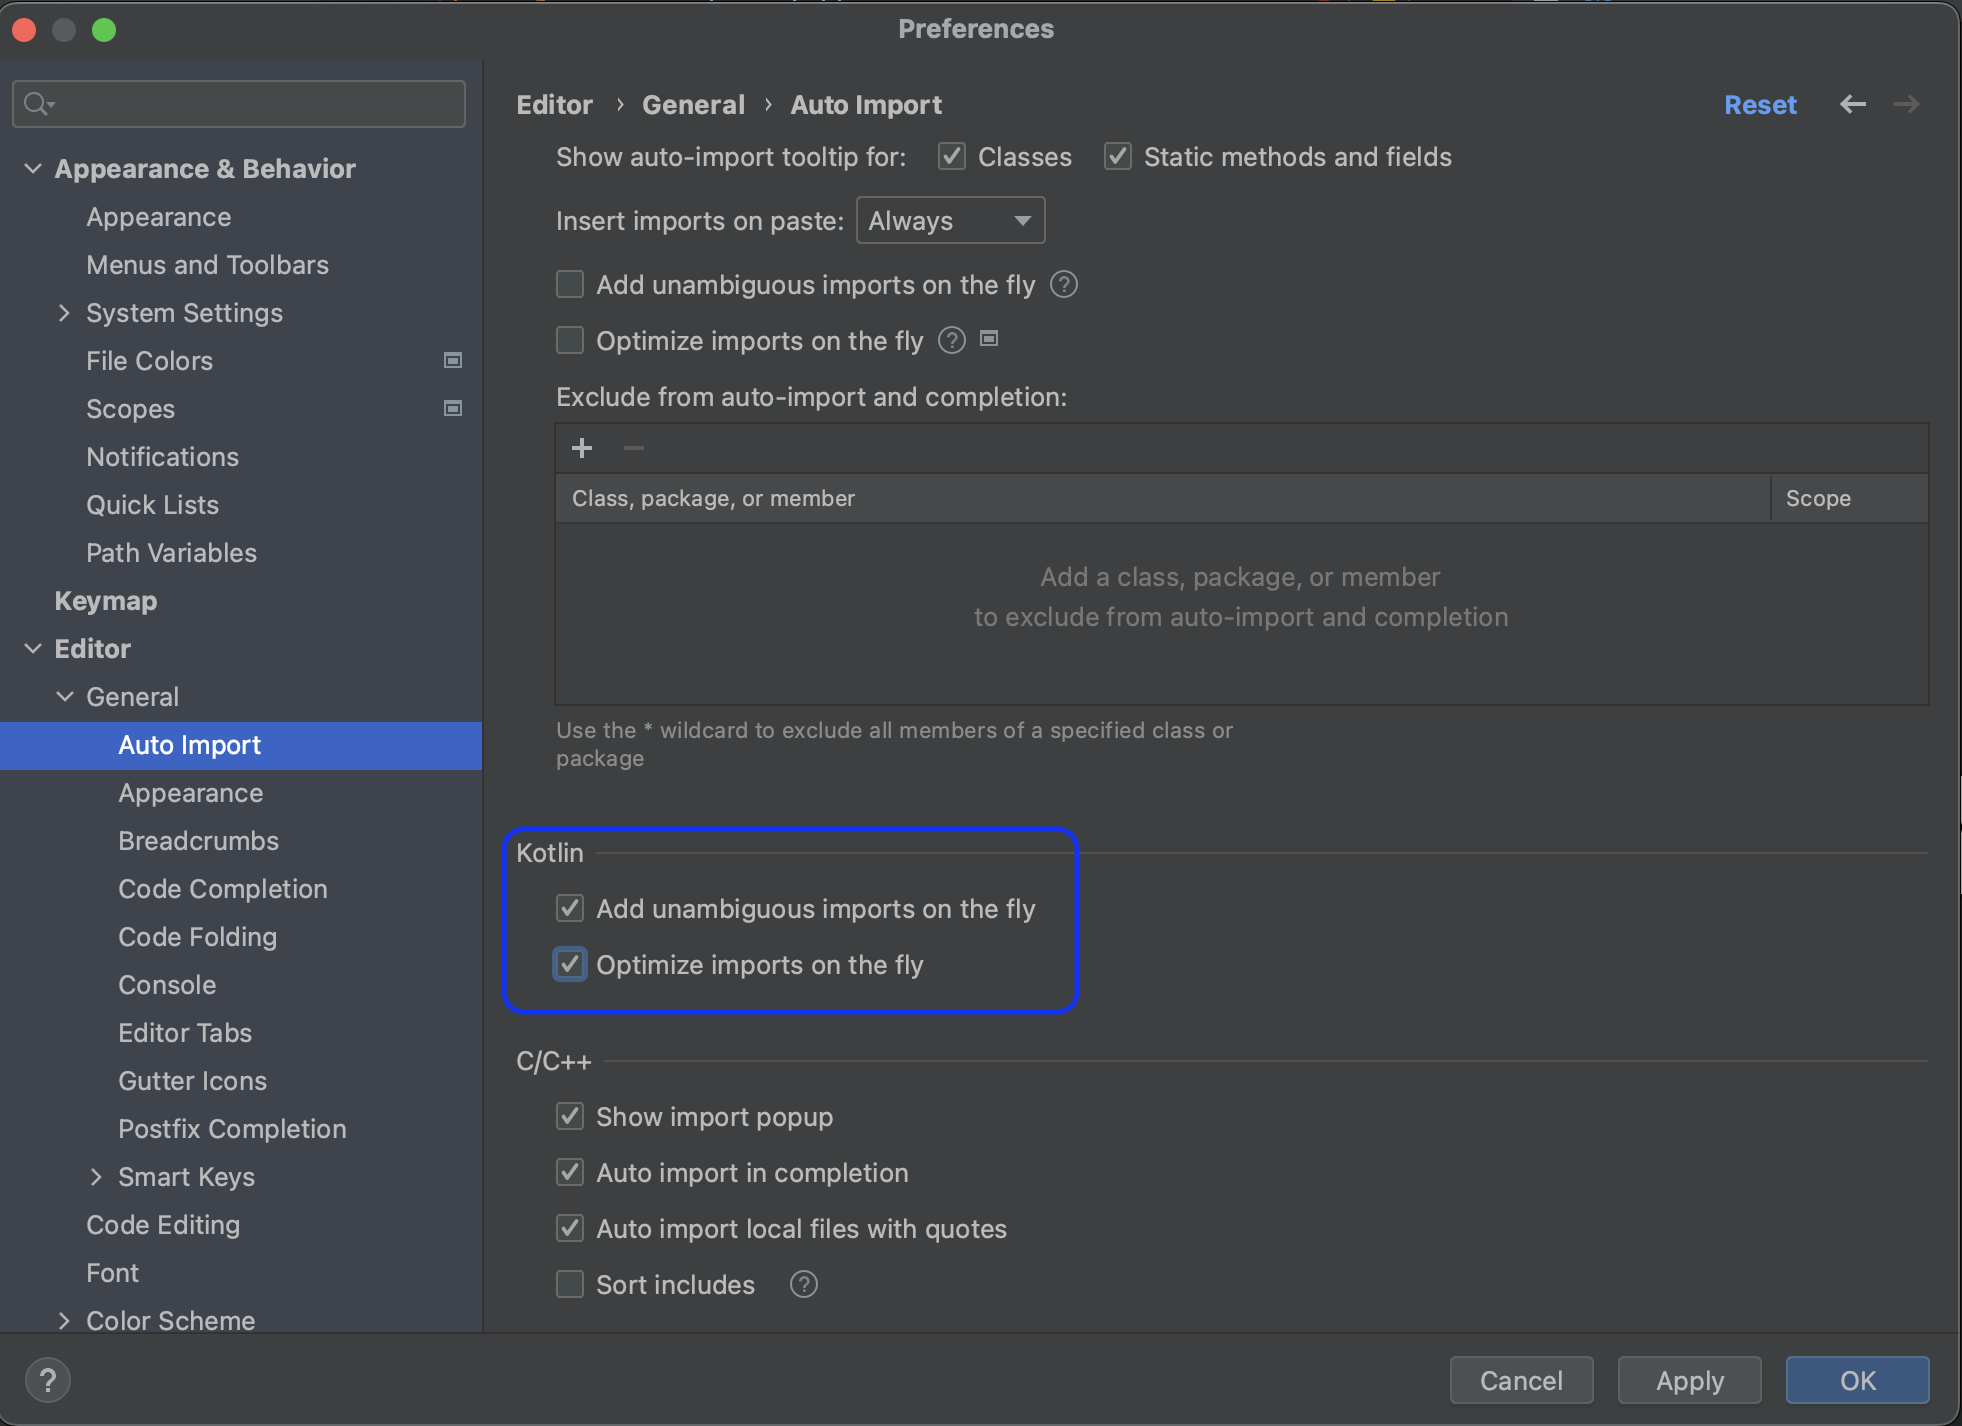 Preferences
Appearance & Behavior
Appearance
Menus and Toolbars
System Settings
File Colors
Scopes
Notifications
Quick Lists
Path Variables
Keymap
Editor
General
Auto Import
Appearance
Breadcrumbs
Code Completion
Code Folding
Console
Editor Tabs
Gutter Icons
Postfix Completion
Smart Keys
Code Editing
Font
Color Scheme
Editor › General › Auto Import
Reset
Show auto-import tooltip for: Classes Static methods and fields
Insert imports on paste: Always
Add unambiguous imports on the fly ?
Optimize imports on the fly ?
Exclude from auto-import and completion:
Class, package, or member Scope
Add a class, package, or member
to exclude from auto-import and completion
Use the * wildcard to exclude all members of a specified class or
package
Kotlin
Add unambiguous imports on the fly
Optimize imports on the fly
C/C++
Show import popup
Auto import in completion
Auto import local files with quotes
Sort includes ?
? Cancel Apply OK